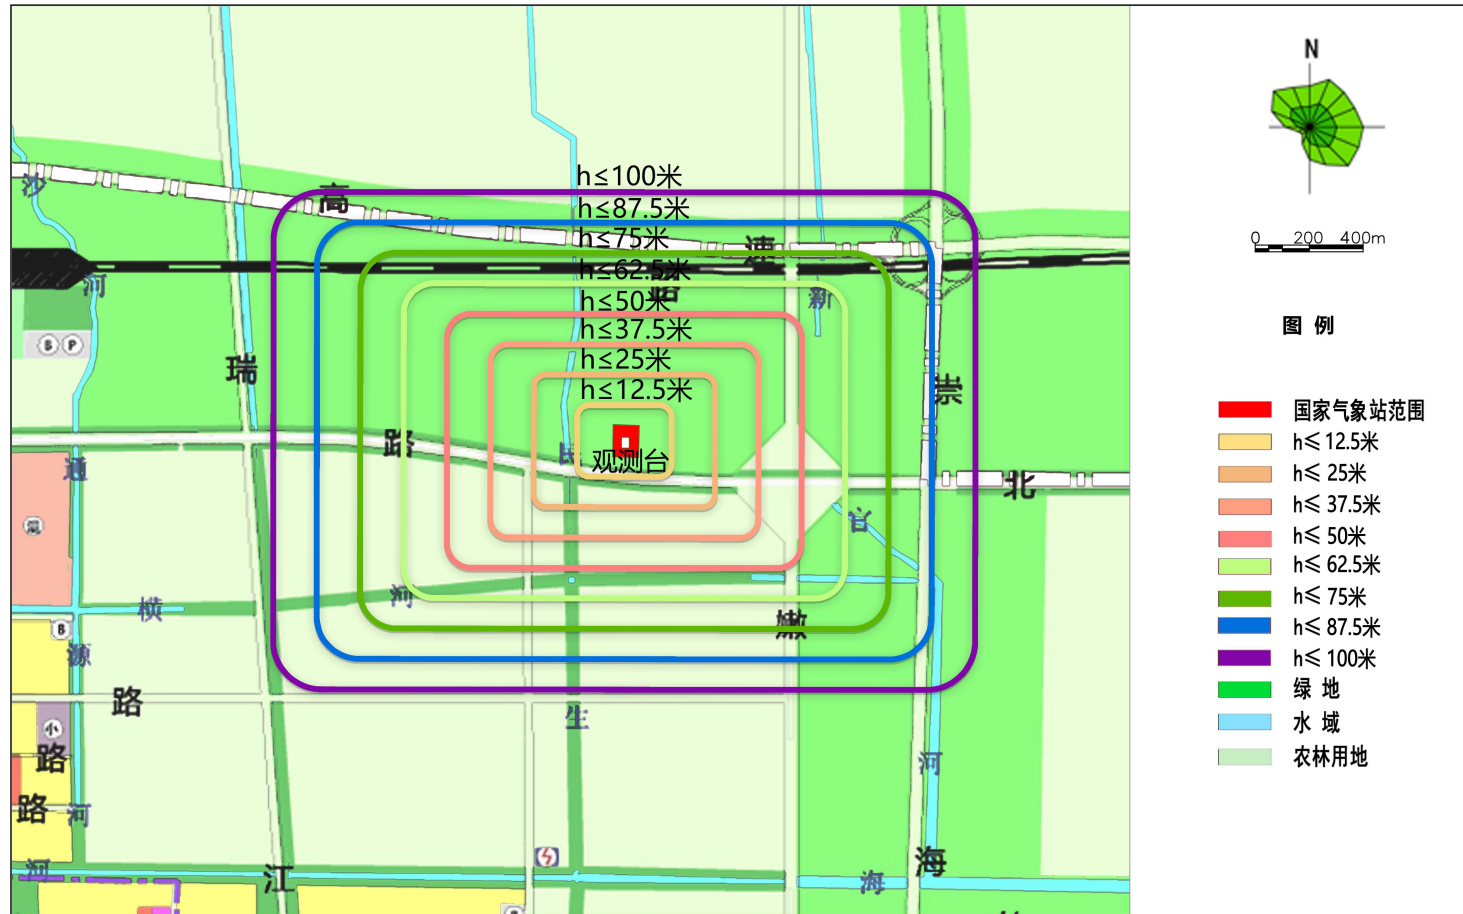 h≤100米
h≤87.5米
h≤75米
h≤62.5米
h≤50米
h≤37.5米
h≤25米
h≤12.5米
观测台
沙
河
高
速
路
新
瑞
路
崇
民
北
通
官
横
河
嫩
源
路
小
路
生
河
路
河
河
江
海
海
B
P
B
N
0 200 400m
图 例
国家气象站范围
h≤ 12.5米
h≤ 25米
h≤ 37.5米
h≤ 50米
h≤ 62.5米
h≤ 75米
h≤ 87.5米
h≤ 100米
绿 地
水 域
农林用地